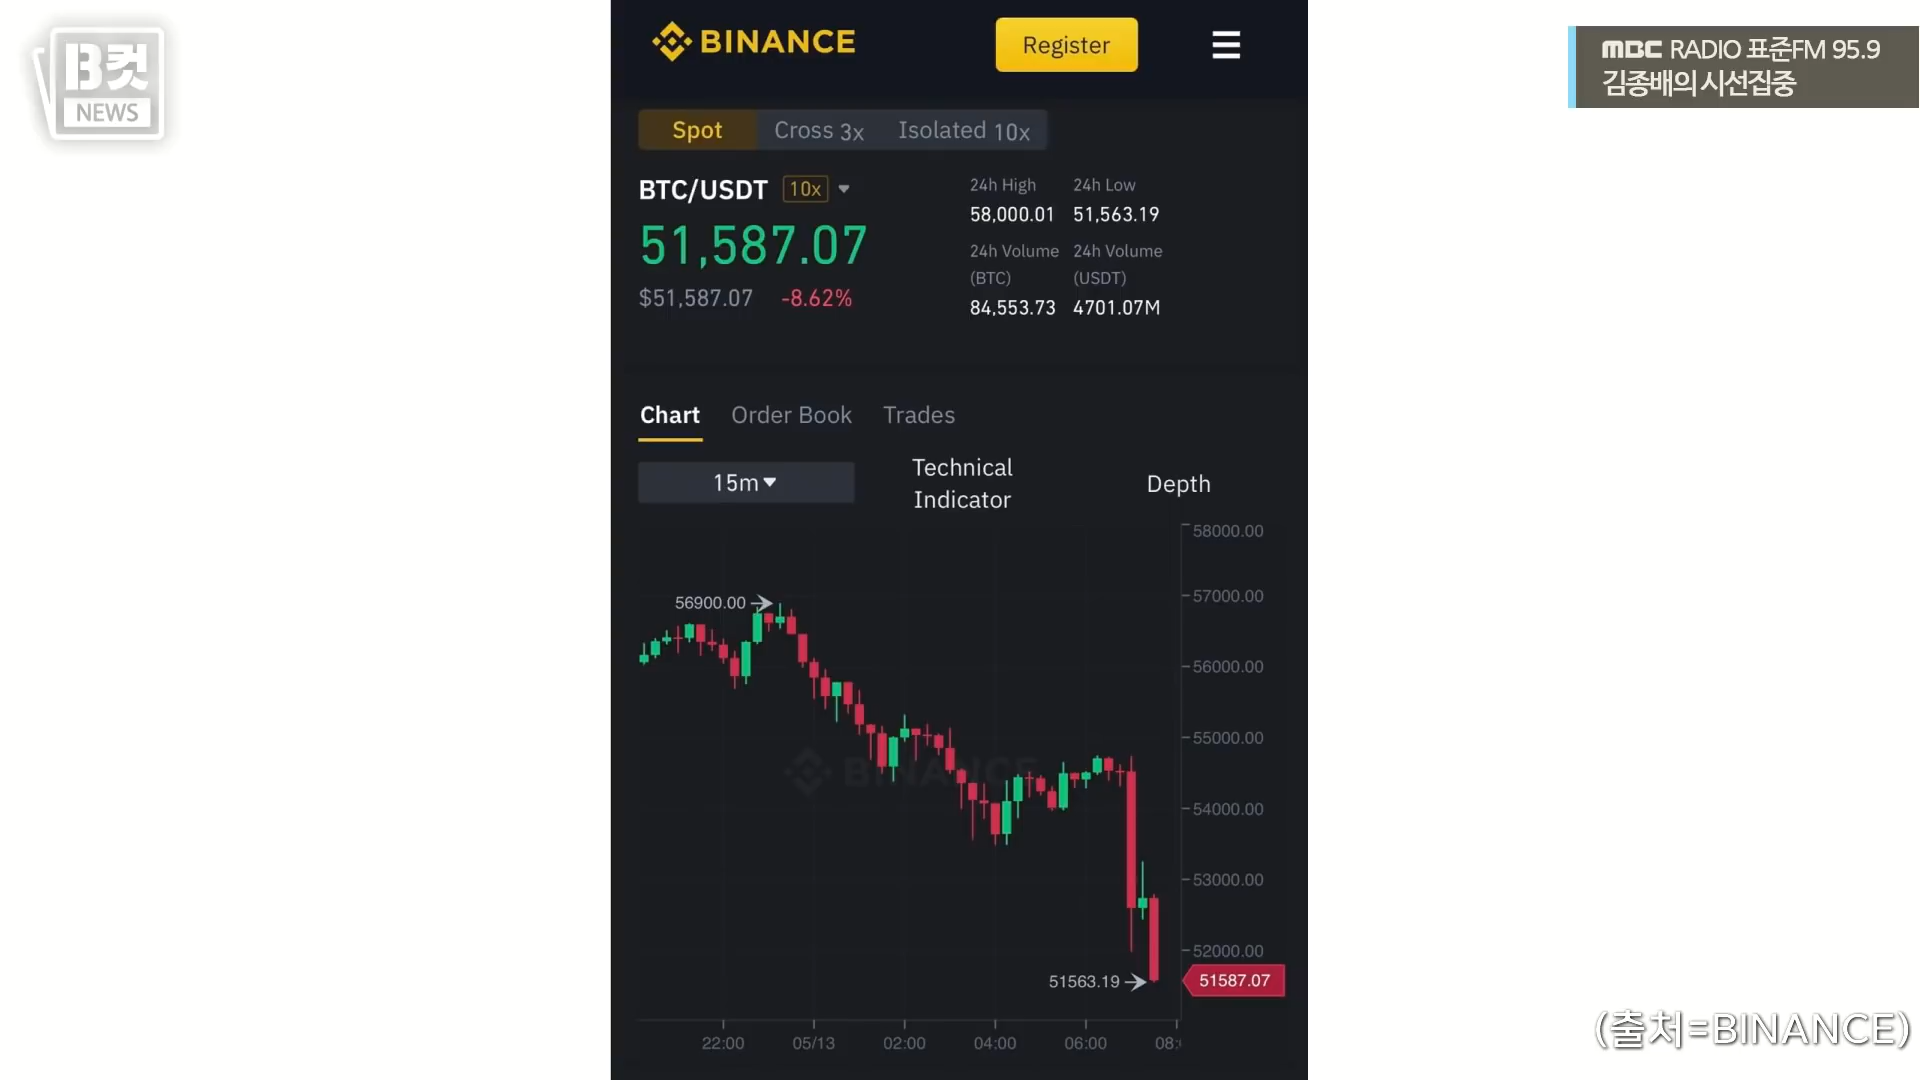 B컷
NEWS
MBC RADIO 표준FM 95.9
김종배의 시선집중
BINANCE
Register
Spot
Cross 3x
Isolated 10x
BTC/USDT 10x
51,587.07
$51,587.07 -8.62%
24h High
58,000.01
24h Low
51,563.19
24h Volume
(BTC)
84,553.73
24h Volume
(USDT)
4701.07M
Chart
Order Book
Trades
15m
Technical
Indicator
Depth
58000.00
57000.00
56000.00
55000.00
54000.00
53000.00
52000.00
56900.00
BINANCE
51563.19
51587.07
22:00
05/13
02:00
04:00
06:00
08:
(출처=BINANCE)